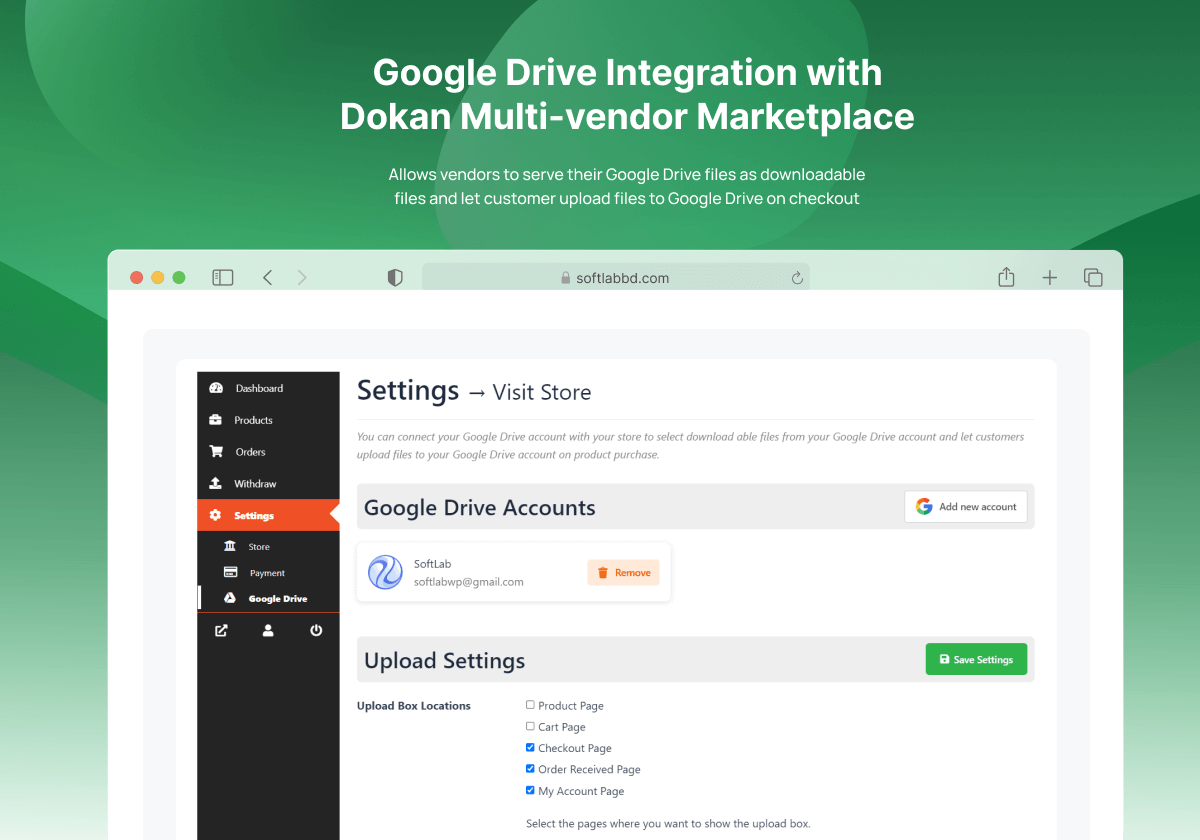 Google Drive Integration with
Dokan Multi-vendor Marketplace
Allows vendors to serve their Google Drive files as downloadable
files and let customer upload files to Google Drive on checkout
softlabbd.com
Dashboard
Products
Orders
Withdraw
Settings
Store
Payment
Google Drive
Settings → Visit Store
You can connect your Google Drive account with your store to select download able files from your Google Drive account and let customers
upload files to your Google Drive account on product purchase.
Google Drive Accounts
Add new account
SoftLab
softlabwp@gmail.com
Remove
Upload Settings
Save Settings
Upload Box Locations
Product Page
Cart Page
Checkout Page
Order Received Page
My Account Page
Select the pages where you want to show the upload box.